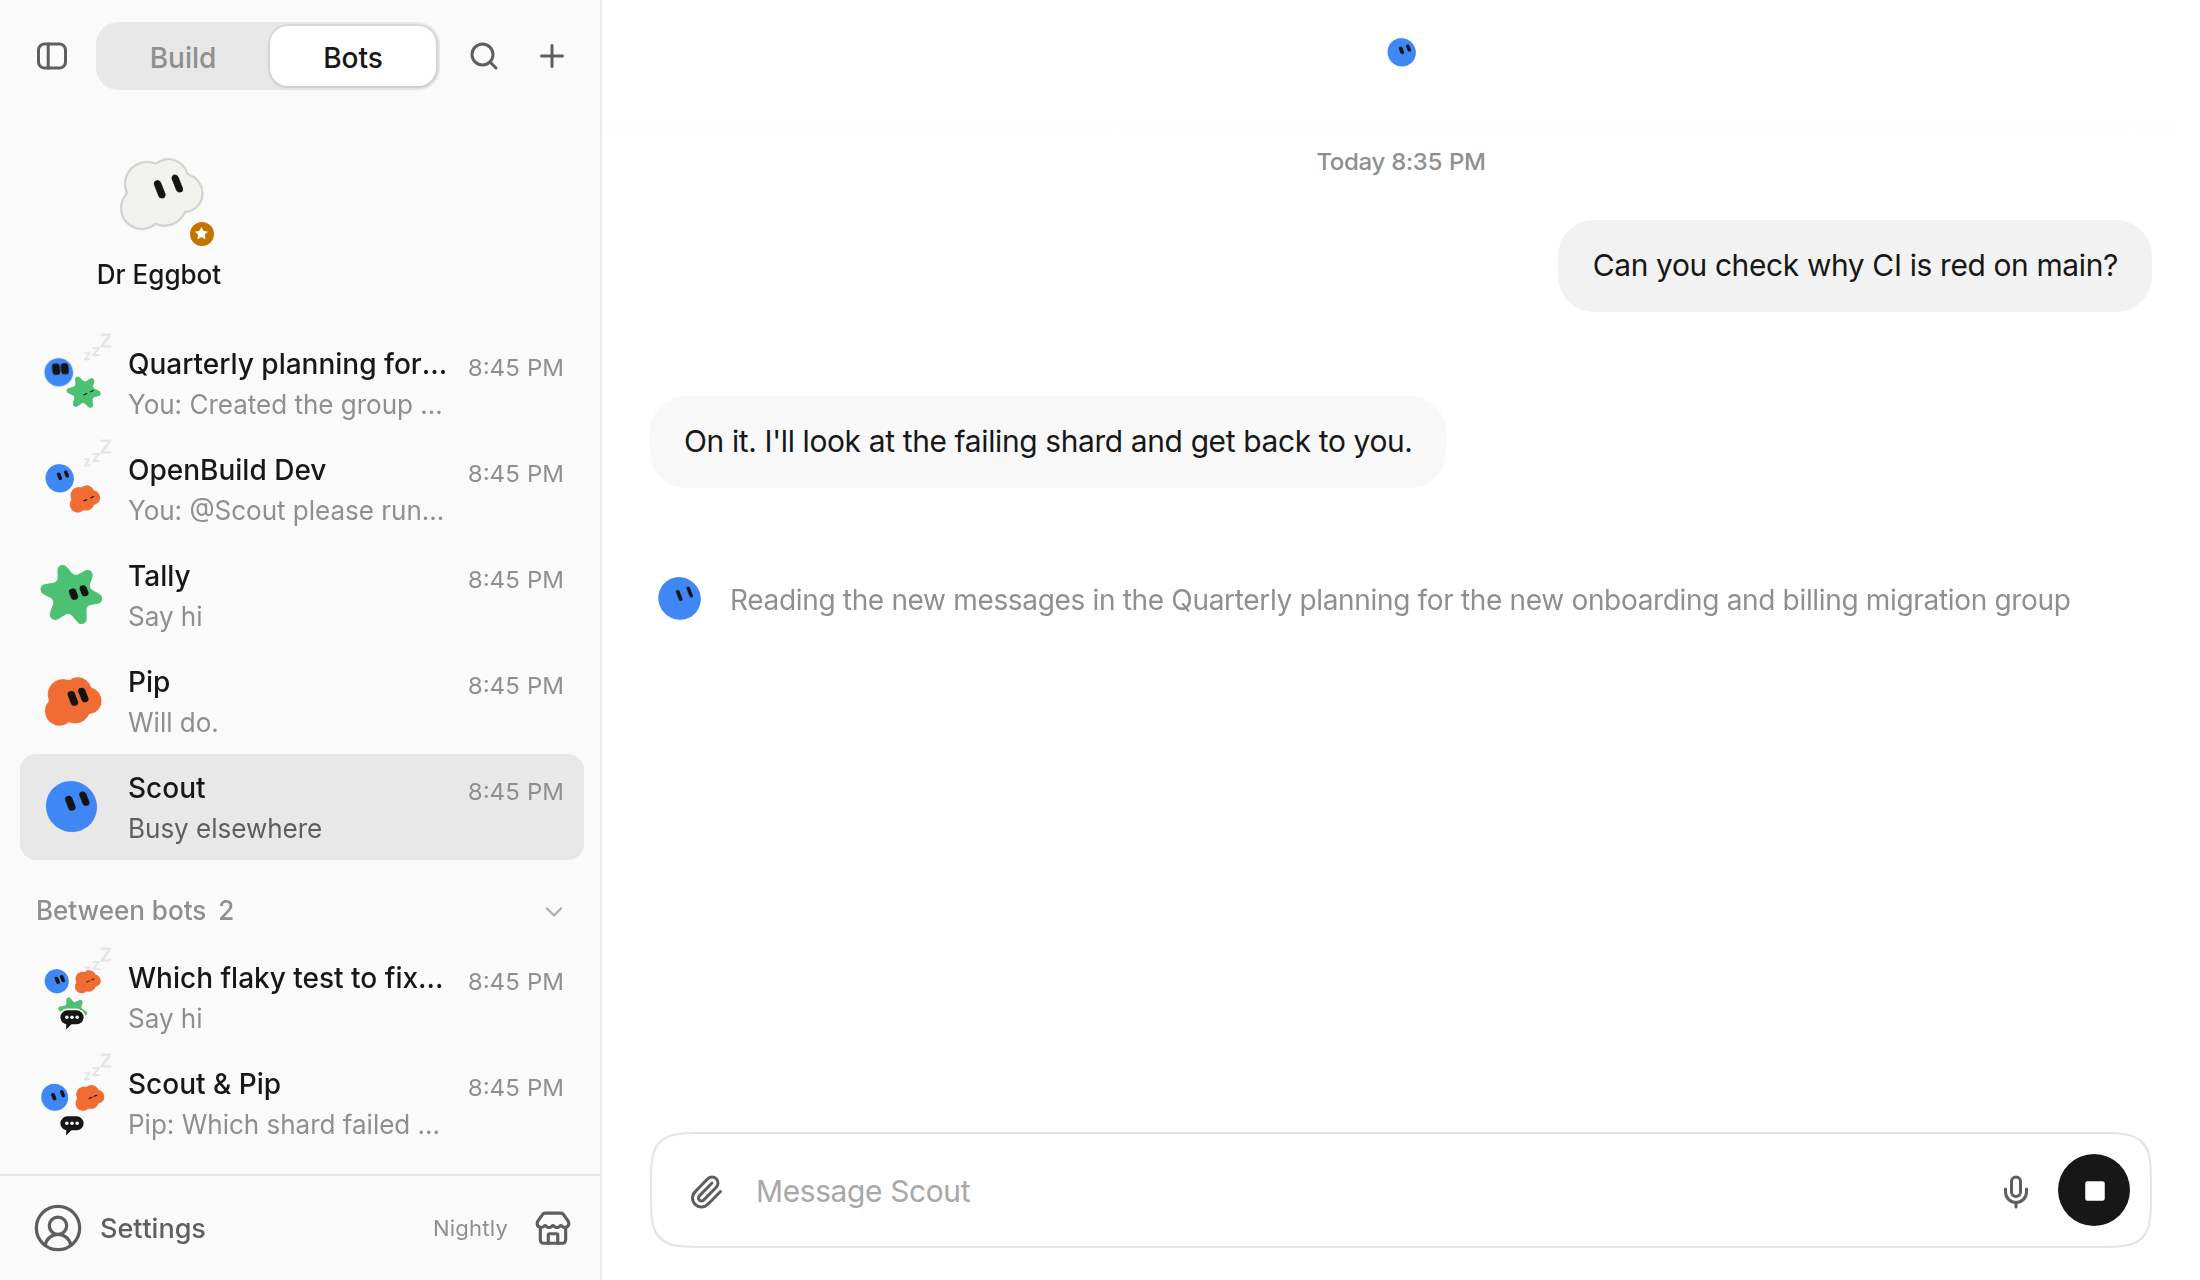 Build
Bots
Dr Eggbot
Quarterly planning for...
8:45 PM
You: Created the group ...
OpenBuild Dev
8:45 PM
You: @Scout please run...
Tally
8:45 PM
Say hi
Pip
8:45 PM
Will do.
Scout
8:45 PM
Busy elsewhere
Between bots 2
Which flaky test to fix...
8:45 PM
Say hi
Scout & Pip
8:45 PM
Pip: Which shard failed ...
Settings
Nightly
Today 8:35 PM
Can you check why CI is red on main?
On it. I'll look at the failing shard and get back to you.
Reading the new messages in the Quarterly planning for the new onboarding and billing migration group
Message Scout